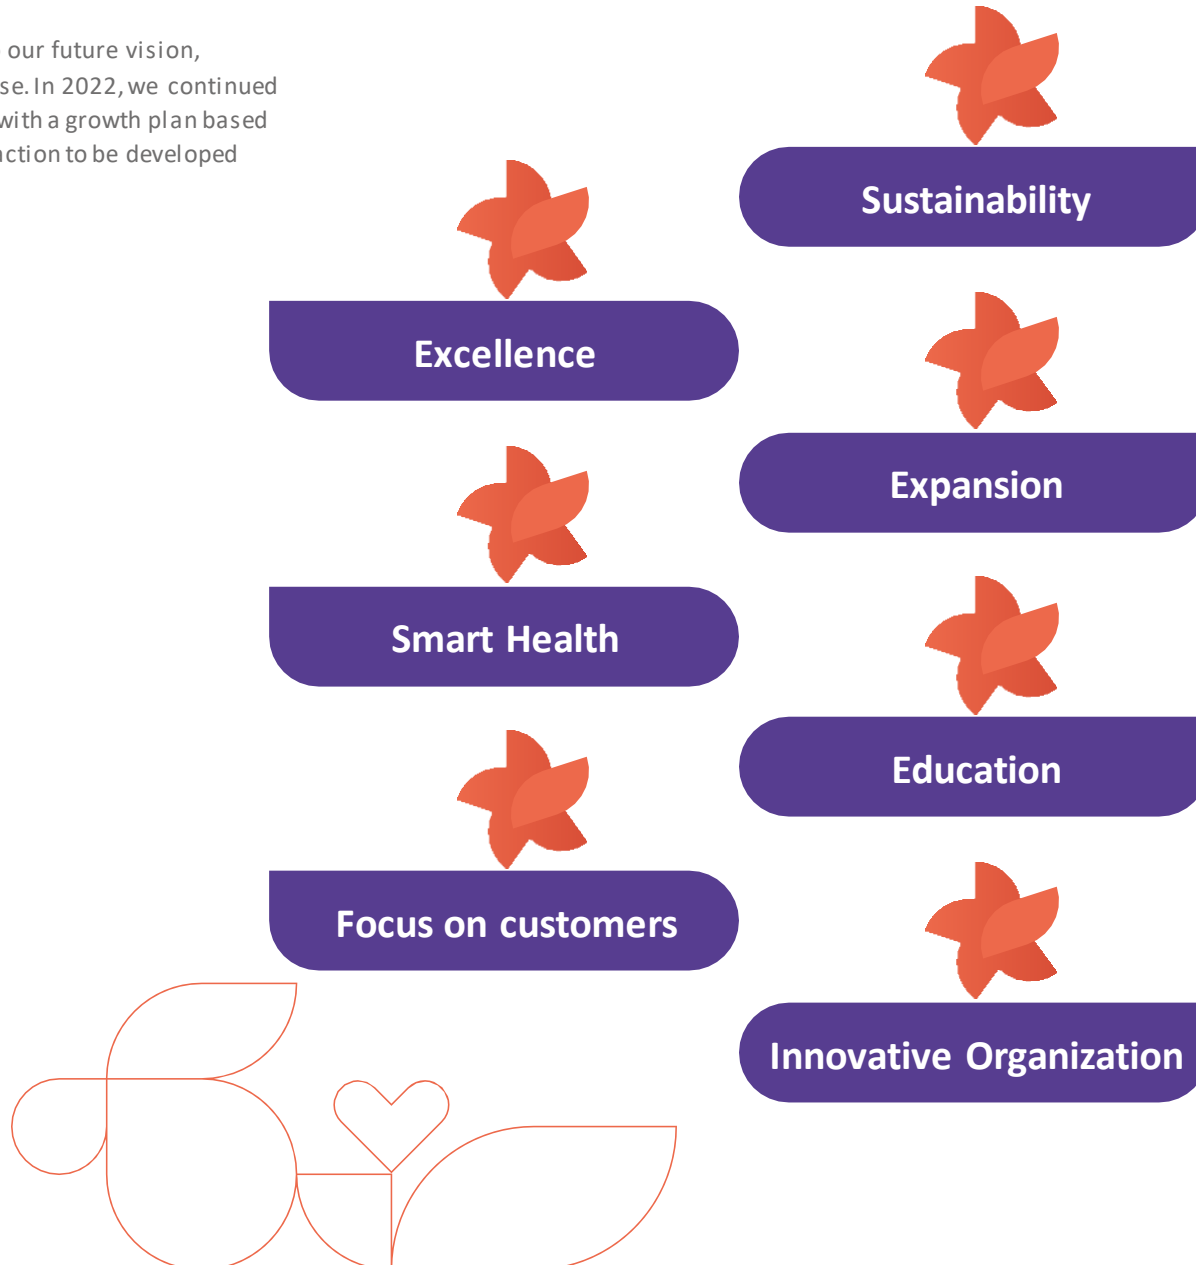 our future vision,
se. In 2022, we continued
with a growth plan based
action to be developed
Sustainability
Excellence
Expansion
Smart Health
Education
Focus on customers
Innovative Organization